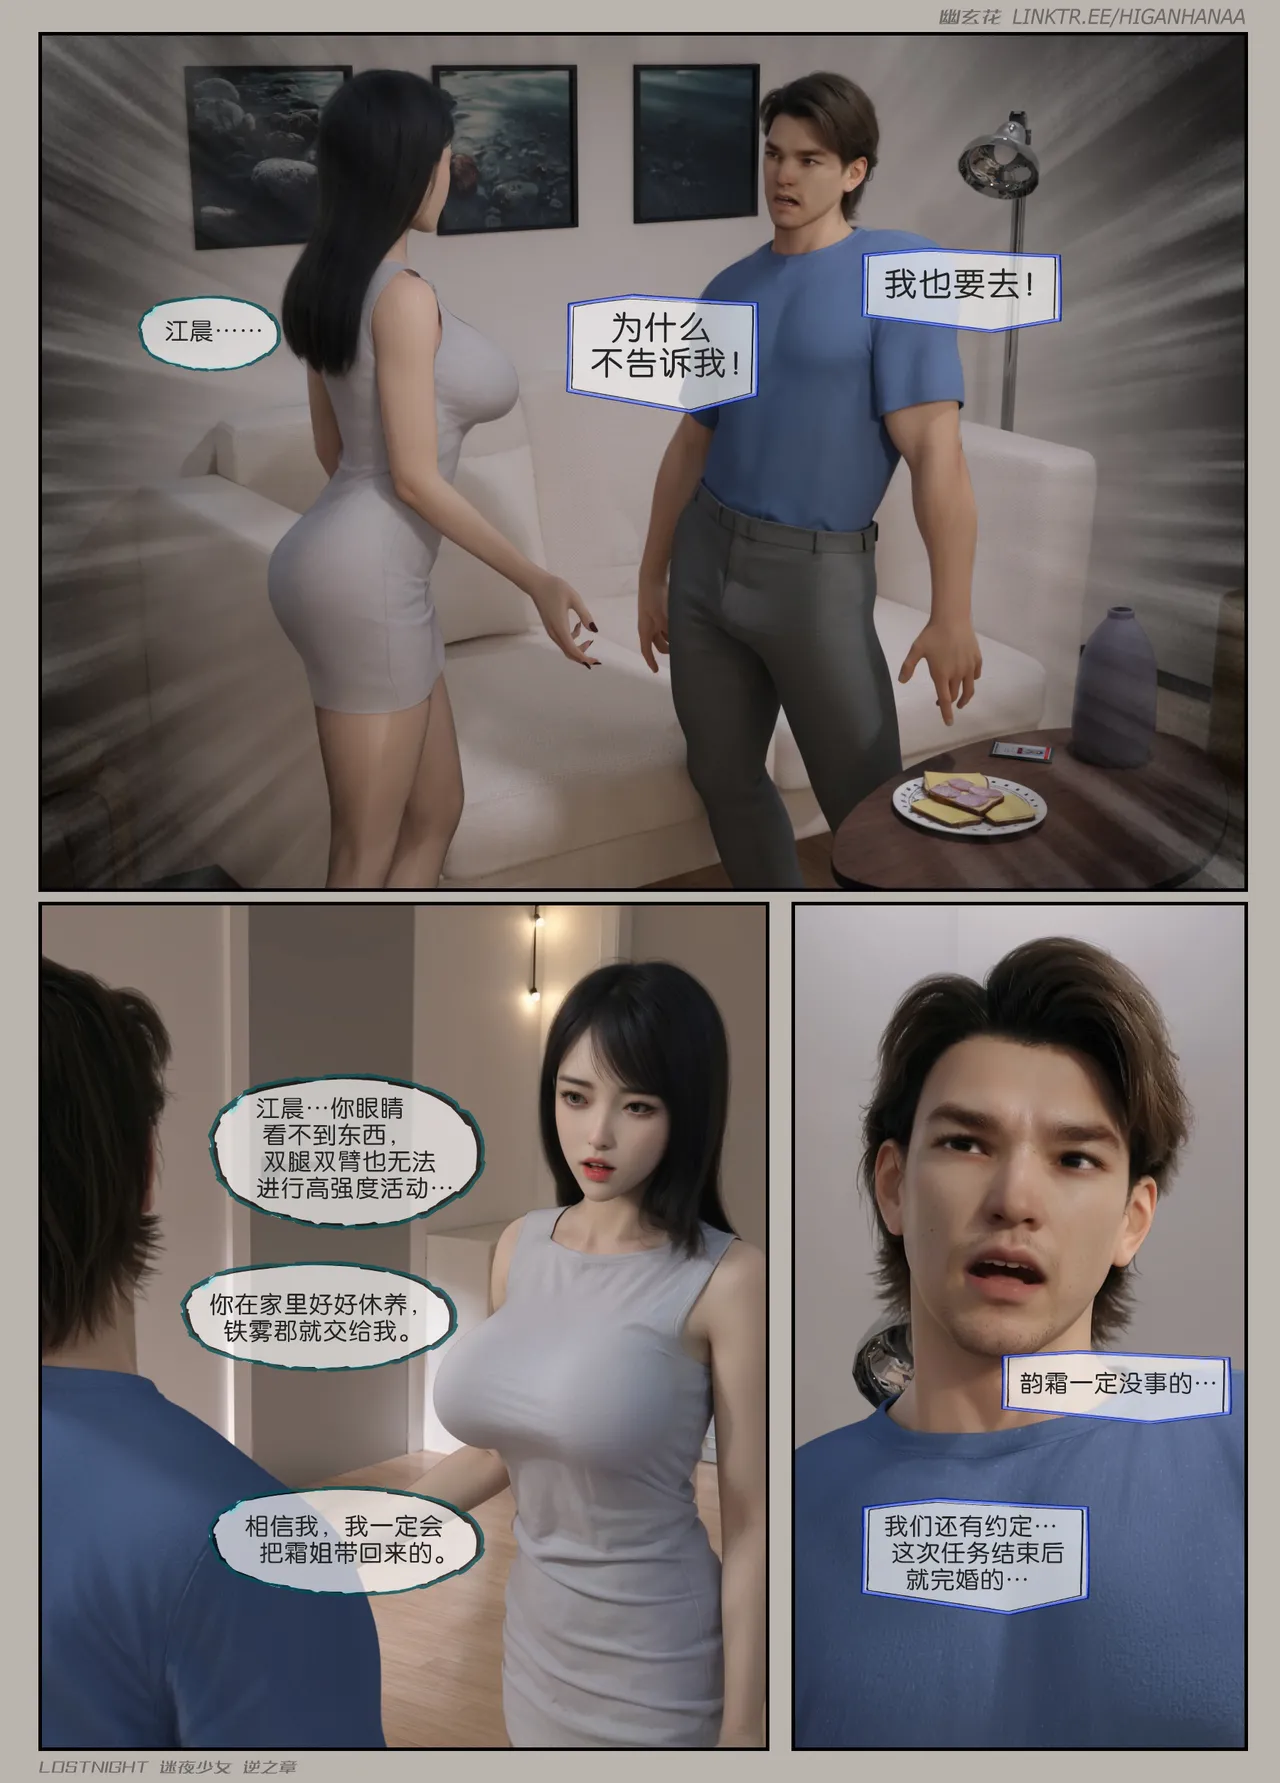 幽玄花 LINKTR.EE/HIGANHANAA
江晨……
为什么
不告诉我!
我也要去!
江晨…你眼睛
看不到东西,
双腿双臂也无法
进行高强度活动…
你在家里好好休养,
铁雾郡就交给我。
相信我,我一定会
把霜姐带回来的。
韵霜一定没事的…
我们还有约定…
这次任务结束后
就完婚的…
LOSTNIGHT 迷夜少女 逆之章